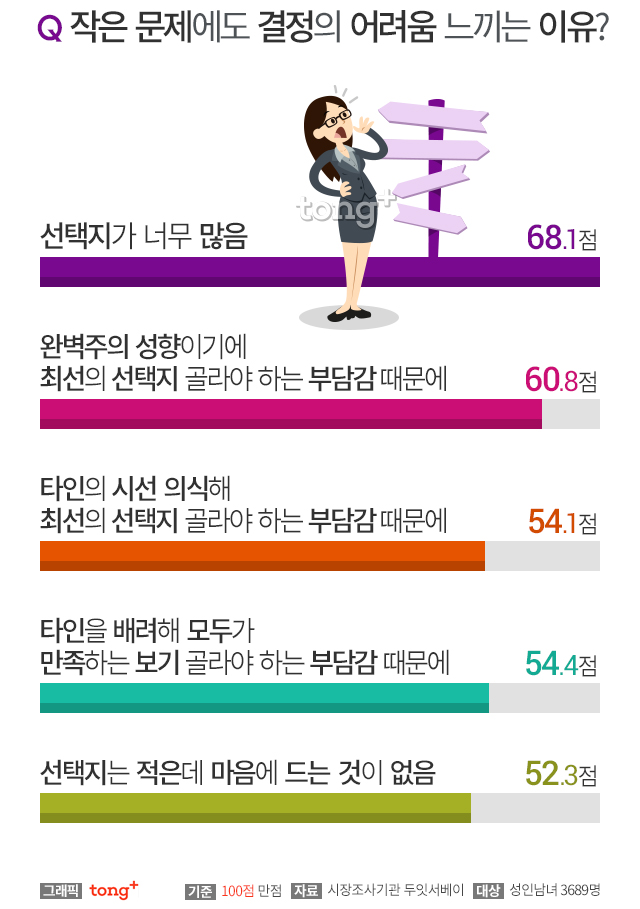 Q 작은 문제에도 결정의 어려움 느끼는 이유?
tong+
선택지가 너무 많음 68.1점
완벽주의 성향이기에
최선의 선택지 골라야 하는 부담감 때문에 60.8점
타인의 시선 의식해
최선의 선택지 골라야 하는 부담감 때문에 54.1점
타인을 배려해 모두가
만족하는 보기 골라야 하는 부담감 때문에 54.4점
선택지는 적은데 마음에 드는 것이 없음 52.3점
그래픽 tong+ 기준 100점 만점 자료 시장조사기관 두잇서베이 대상 성인남녀 3689명